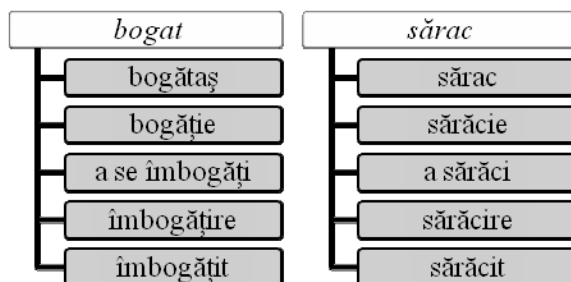 bogat
bogătaş
bogăţie
a se îmbogăţi
îmbogăţire
îmbogăţit
sărac
sărac
sărăcie
a sărăci
sărăcire
sărăcit